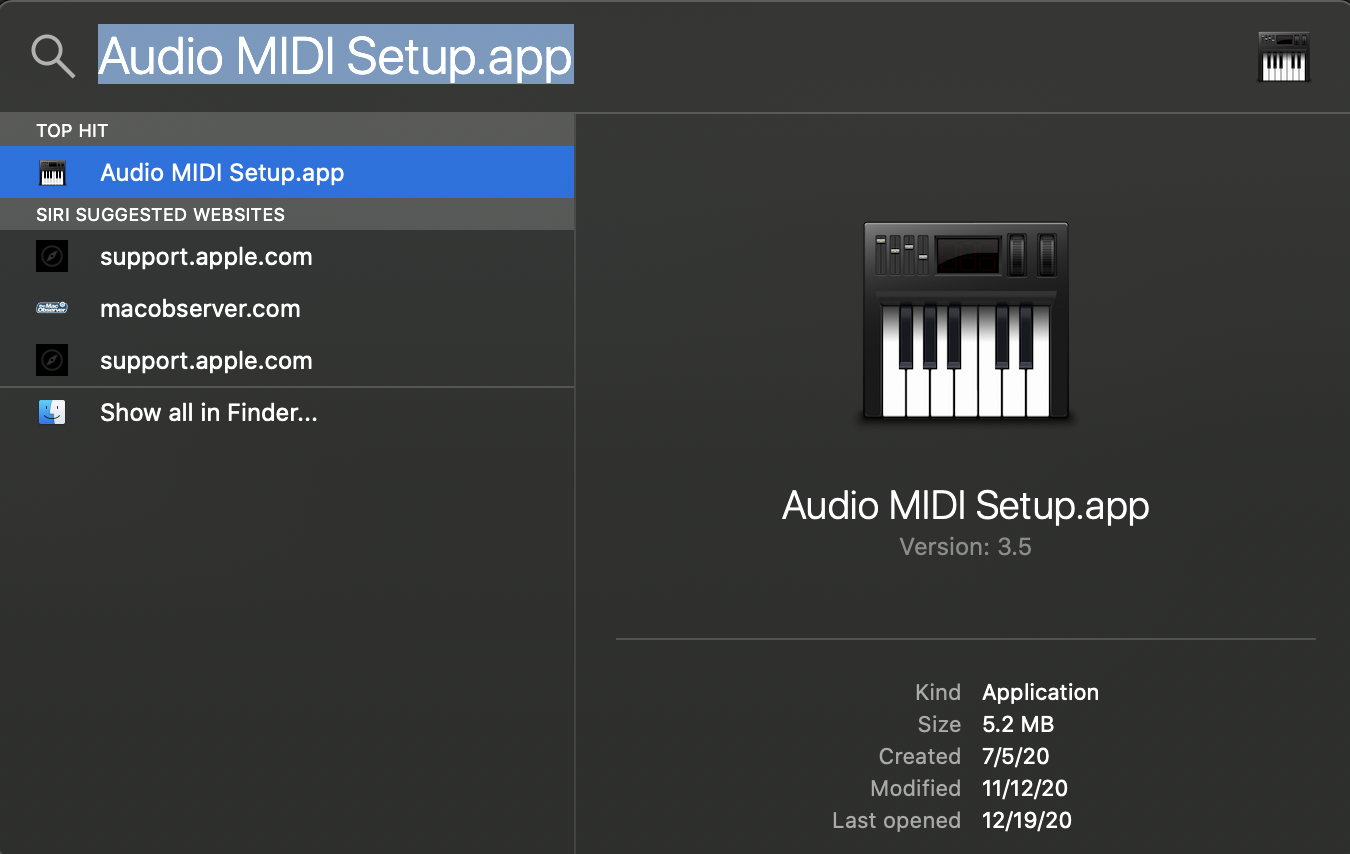 Audio MIDI Setup.app
TOP HIT
Audio MIDI Setup.app
SIRI SUGGESTED WEBSITES
support.apple.com
macobserver.com
support.apple.com
Show all in Finder...
Audio MIDI Setup.app
Version: 3.5
Kind Application
Size 5.2 MB
Created 7/5/20
Modified 11/12/20
Last opened 12/19/20